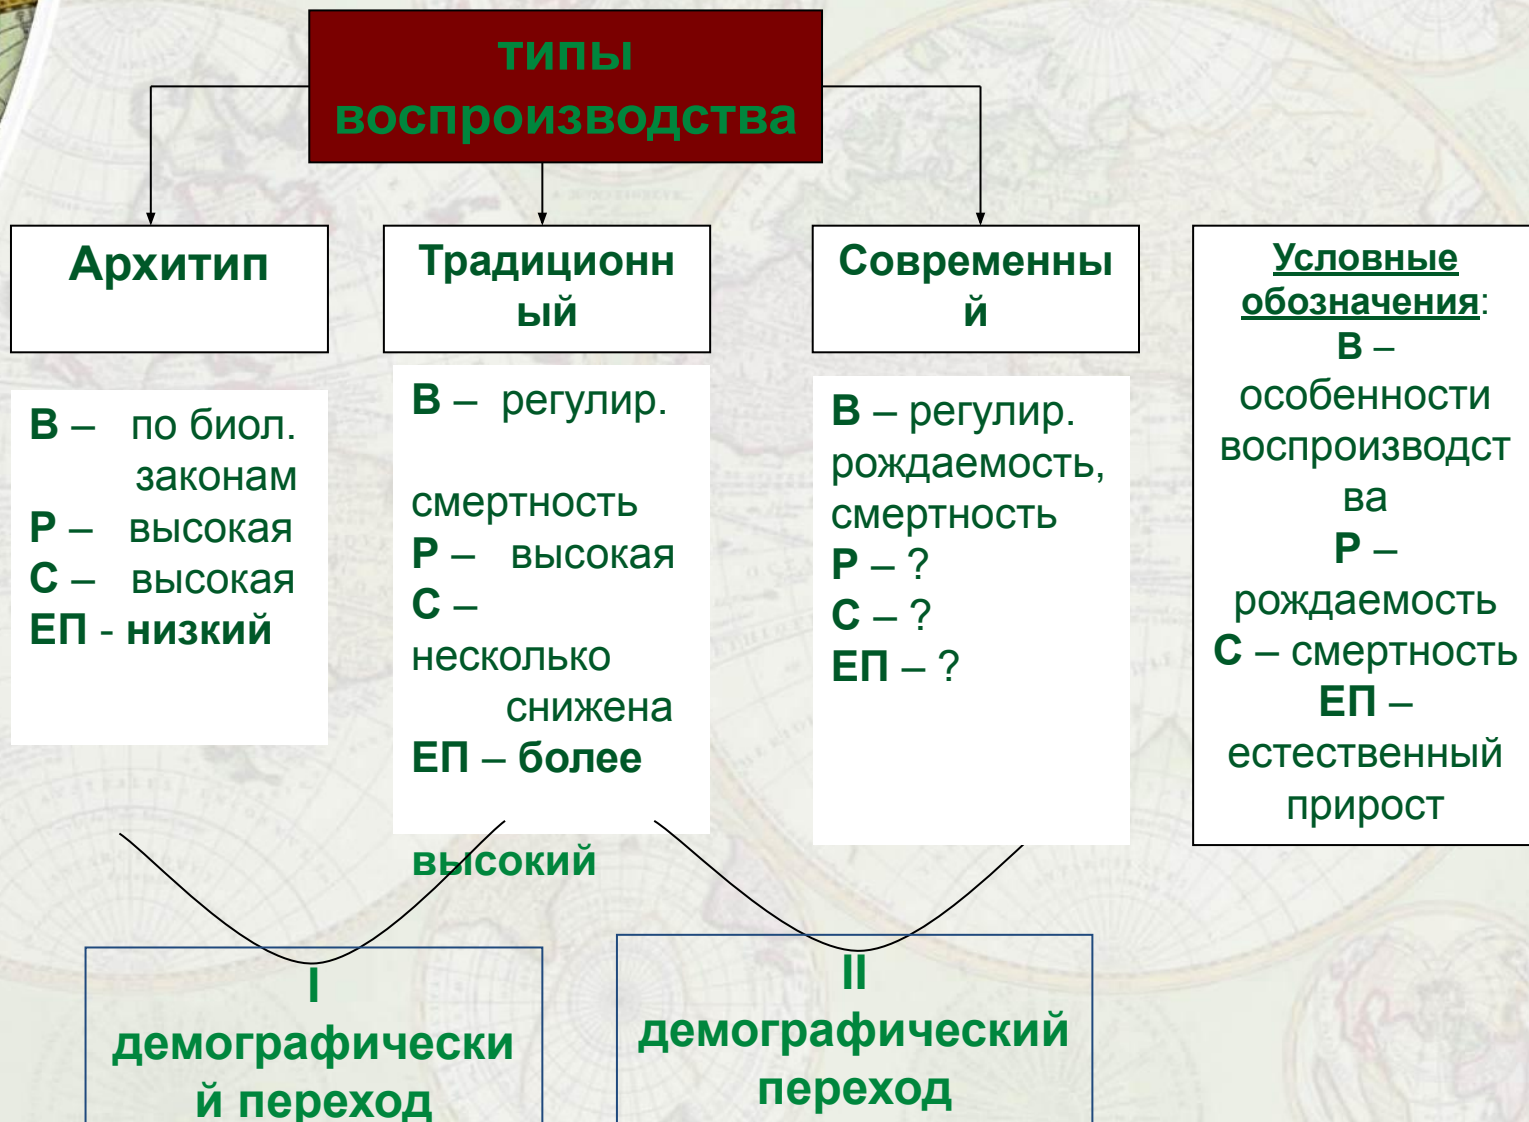 типы
воспроизводства
Архитип
Традиционн
ый
Современны
й
Условные
обозначения:
В –
особенности
воспроизводст
ва
Р –
рождаемость
С – смертность
ЕП –
естественный
прирост
В – по биол.
законам
Р – высокая
С – высокая
ЕП - низкий
В – регулир.
смертность
Р – высокая
С –
несколько
снижена
ЕП – более
высокий
В – регулир.
рождаемость,
смертность
Р – ?
С – ?
ЕП – ?
I
демографически
й переход
II
демографический
переход